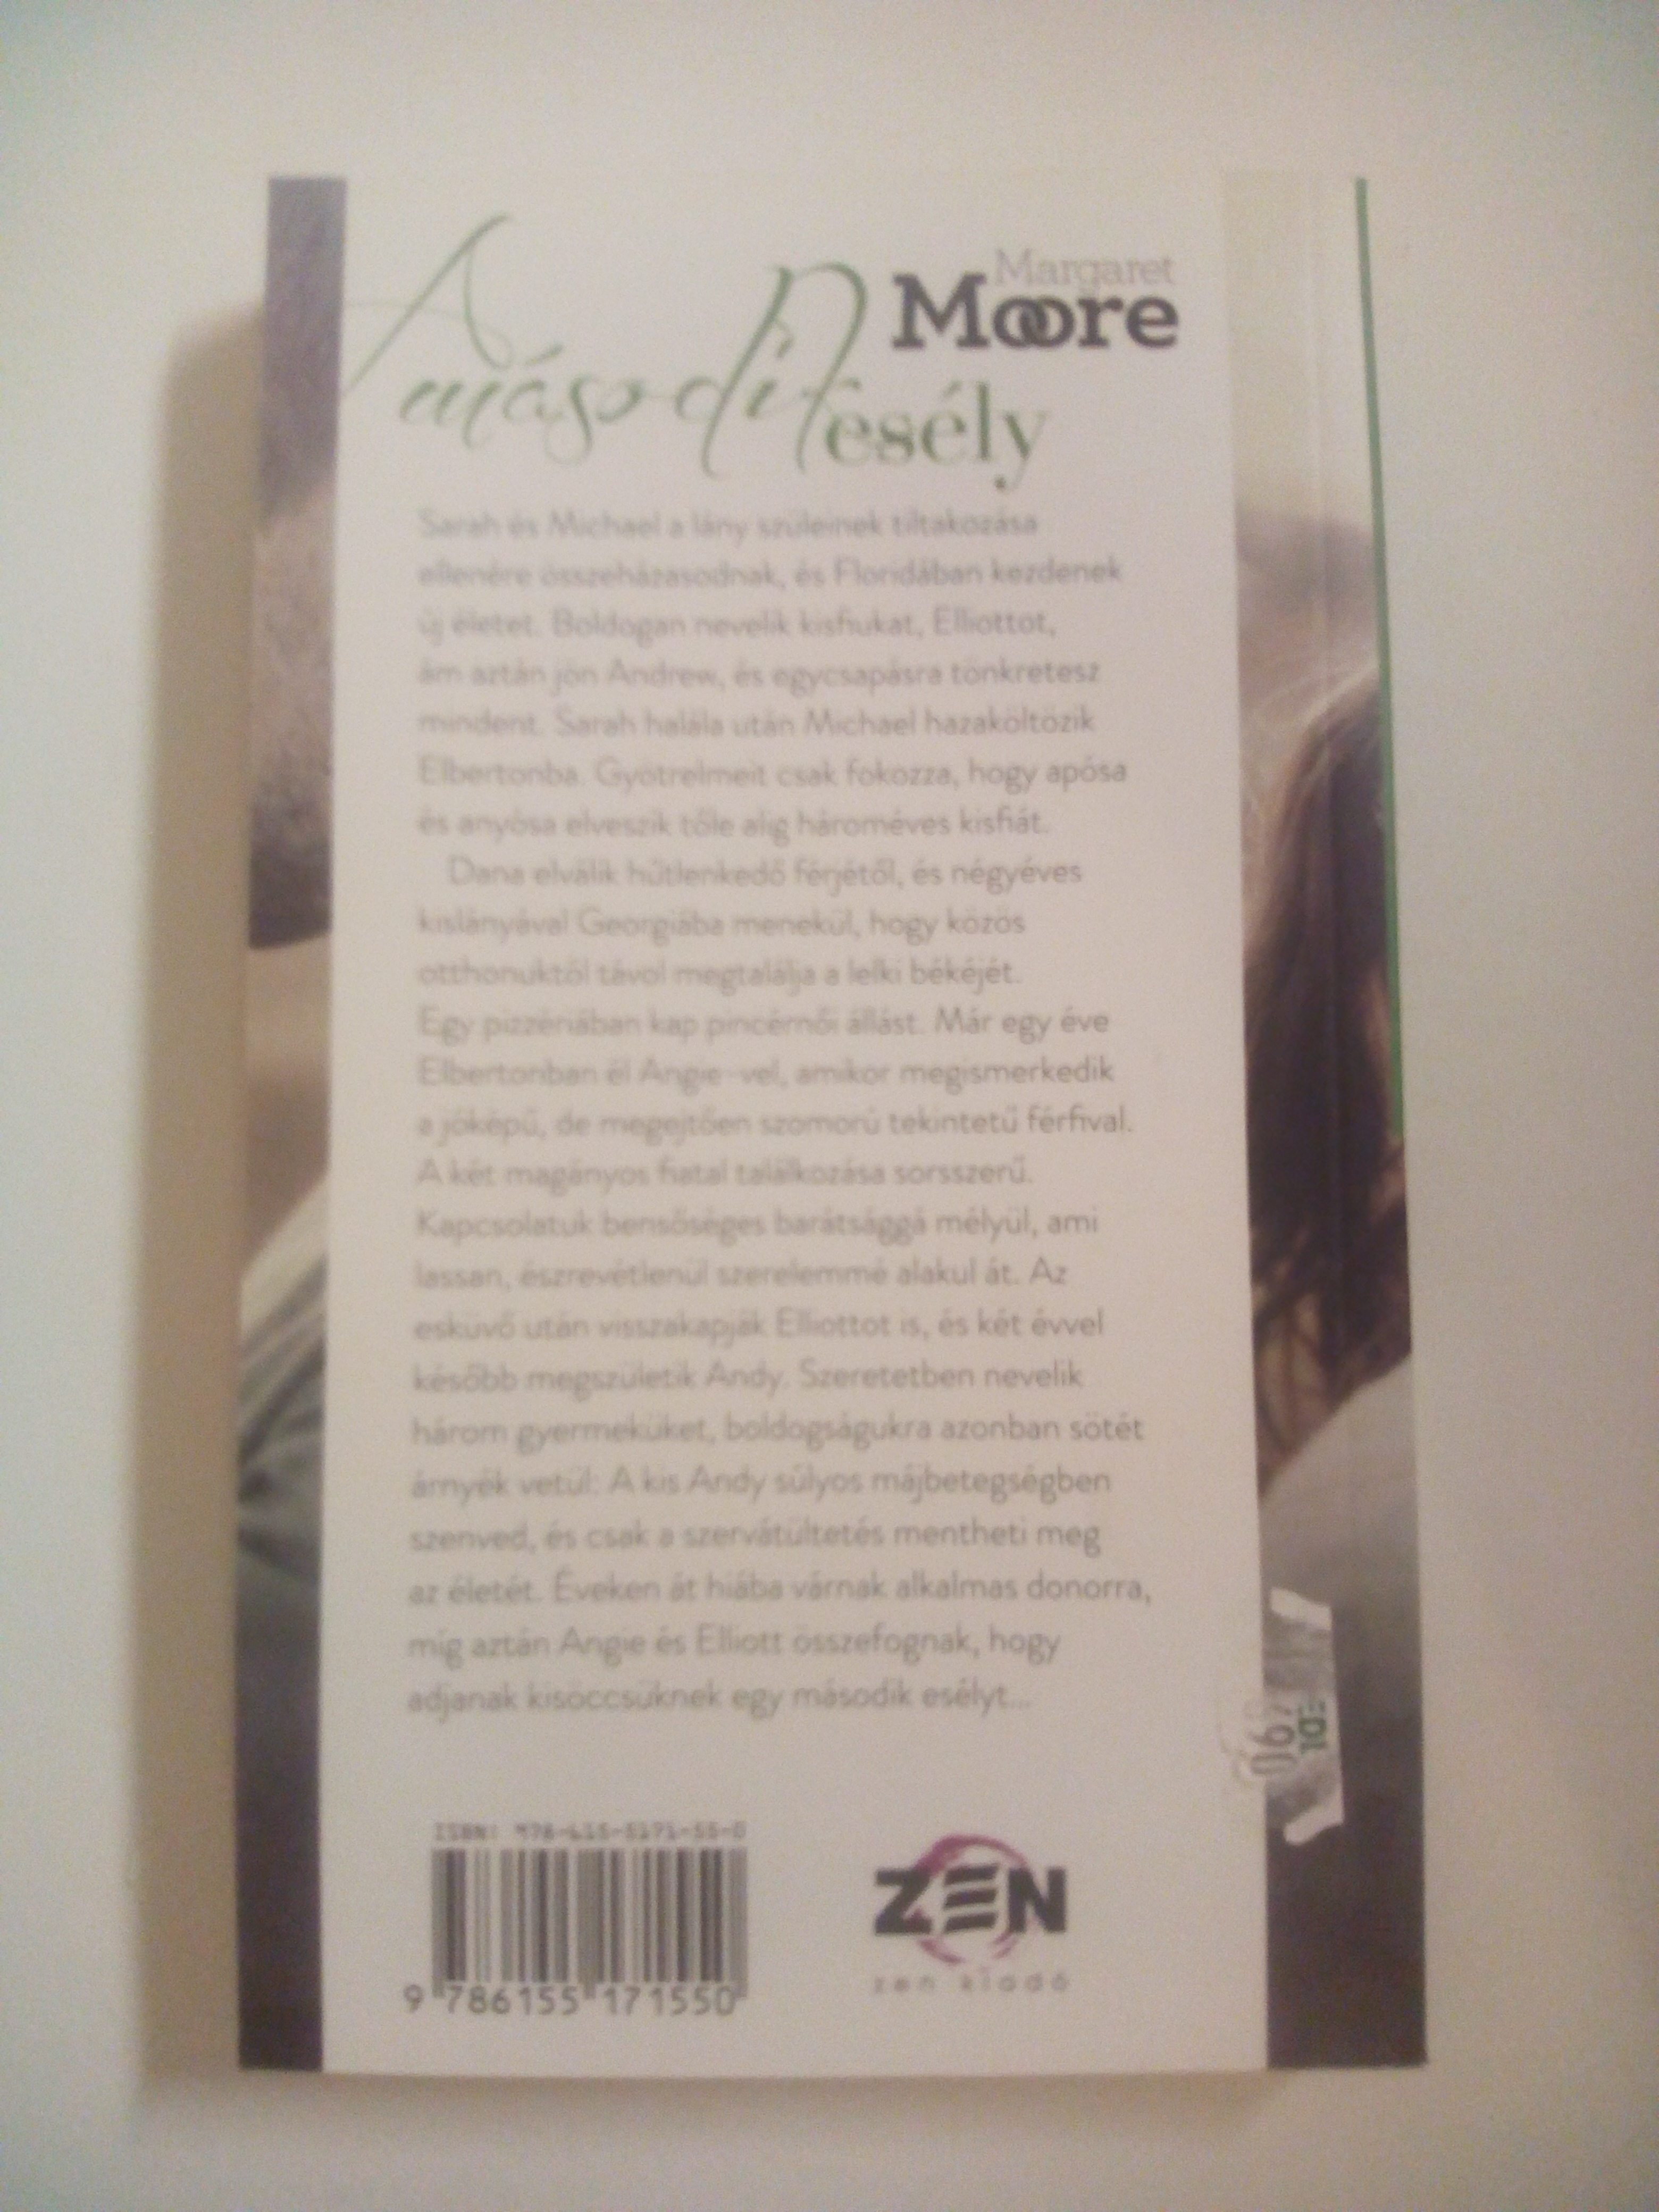 Margaret
Moore
A második esély
Sarah és Michael a lány szüleinek tiltakozása
ellenére összeházasodnak, és Floridában kezdenek
új életet. Boldogan nevelik kisfiukat, Elliottot,
ám aztán jön Andrew, és egycsapásra tönkretesz
mindent. Sarah halála után Michael hazaköltözik
Elbertonba. Gyötrelmeit csak fokozza, hogy apósa
és anyósa elveszik tőle alig hároméves kisfiát.
Dana elválik hűtlenkedő férjétől, és négyéves
kislányával Georgiába menekül, hogy közös
otthonuktól távol megtalálja a lelki békéjét.
Egy pizzériában kap pincérnői állást. Már egy éve
Elbertonban él Angie-vel, amikor megismerkedik
a jóképű, de megejtően szomorú tekintetű férfival.
A két magányos fiatal találkozása sorsszerű.
Kapcsolatuk bensőséges barátsággá mélyül, ami
lassan, észrevétlenül szerelemmé alakul át. Az
esküvő után visszakapják Elliottot is, és két évvel
később megszületik Andy. Szeretetben nevelik
három gyermeküket, boldogságukra azonban sötét
árnyék vetül: A kis Andy súlyos májbetegségben
szenved, és csak a szervátültetés mentheti meg
az életét. Éveken át hiába várnak alkalmas donorra,
míg aztán Angie és Elliott összefognak, hogy
adjanak kisöccsüknek egy második esélyt...
ISBN: 978-615-5171-55-0
9 786155 171550
ZEN
zen kiadó